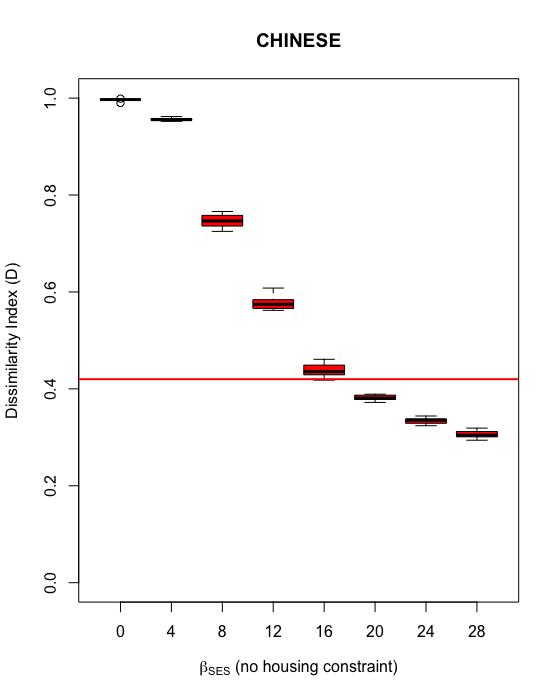 CHINESE
Dissimilarity Index (D)
1.0
0.8
0.6
0.4
0.2
0.0
0 4 8 12 16 20 24 28
βSES (no housing constraint)